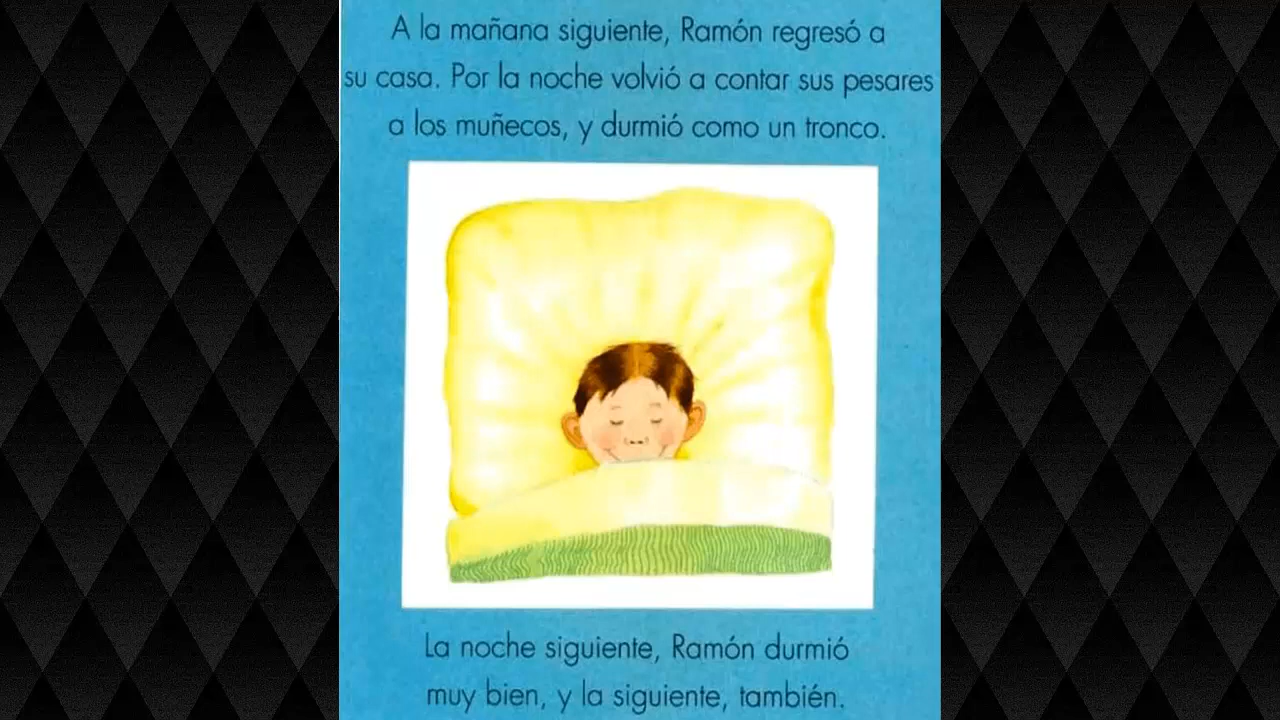 A la mañana siguiente, Ramón regresó a
su casa. Por la noche volvió a contar sus pesares
a los muñecos, y durmió como un tronco.
La noche siguiente, Ramón durmió
muy bien, y la siguiente, también.